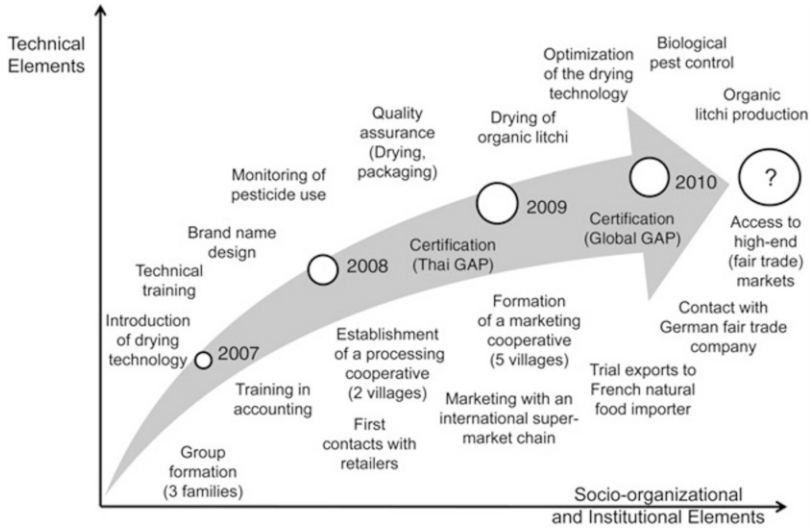 Technical
Elements
Optimization
of the drying
technology
Biological
pest control
Organic
litchi production
Quality
assurance
(Drying,
packaging)
Drying of
organic litchi
Monitoring of
pesticide use
Brand name
design
Technical
training
Introduction
of drying
technology
2007
2008
2009
2010
?
Certification
(Thai GAP)
Certification
(Global GAP)
Access to
high-end
(fair trade)
markets
Group
formation
(3 families)
Training in
accounting
Establishment
of a processing
cooperative
(2 villages)
First
contacts with
retailers
Formation
of a marketing
cooperative
(5 villages)
Marketing with an
international super-
market chain
Trial exports to
French natural
food importer
Contact with
German fair trade
company
Socio-organizational
and Institutional Elements